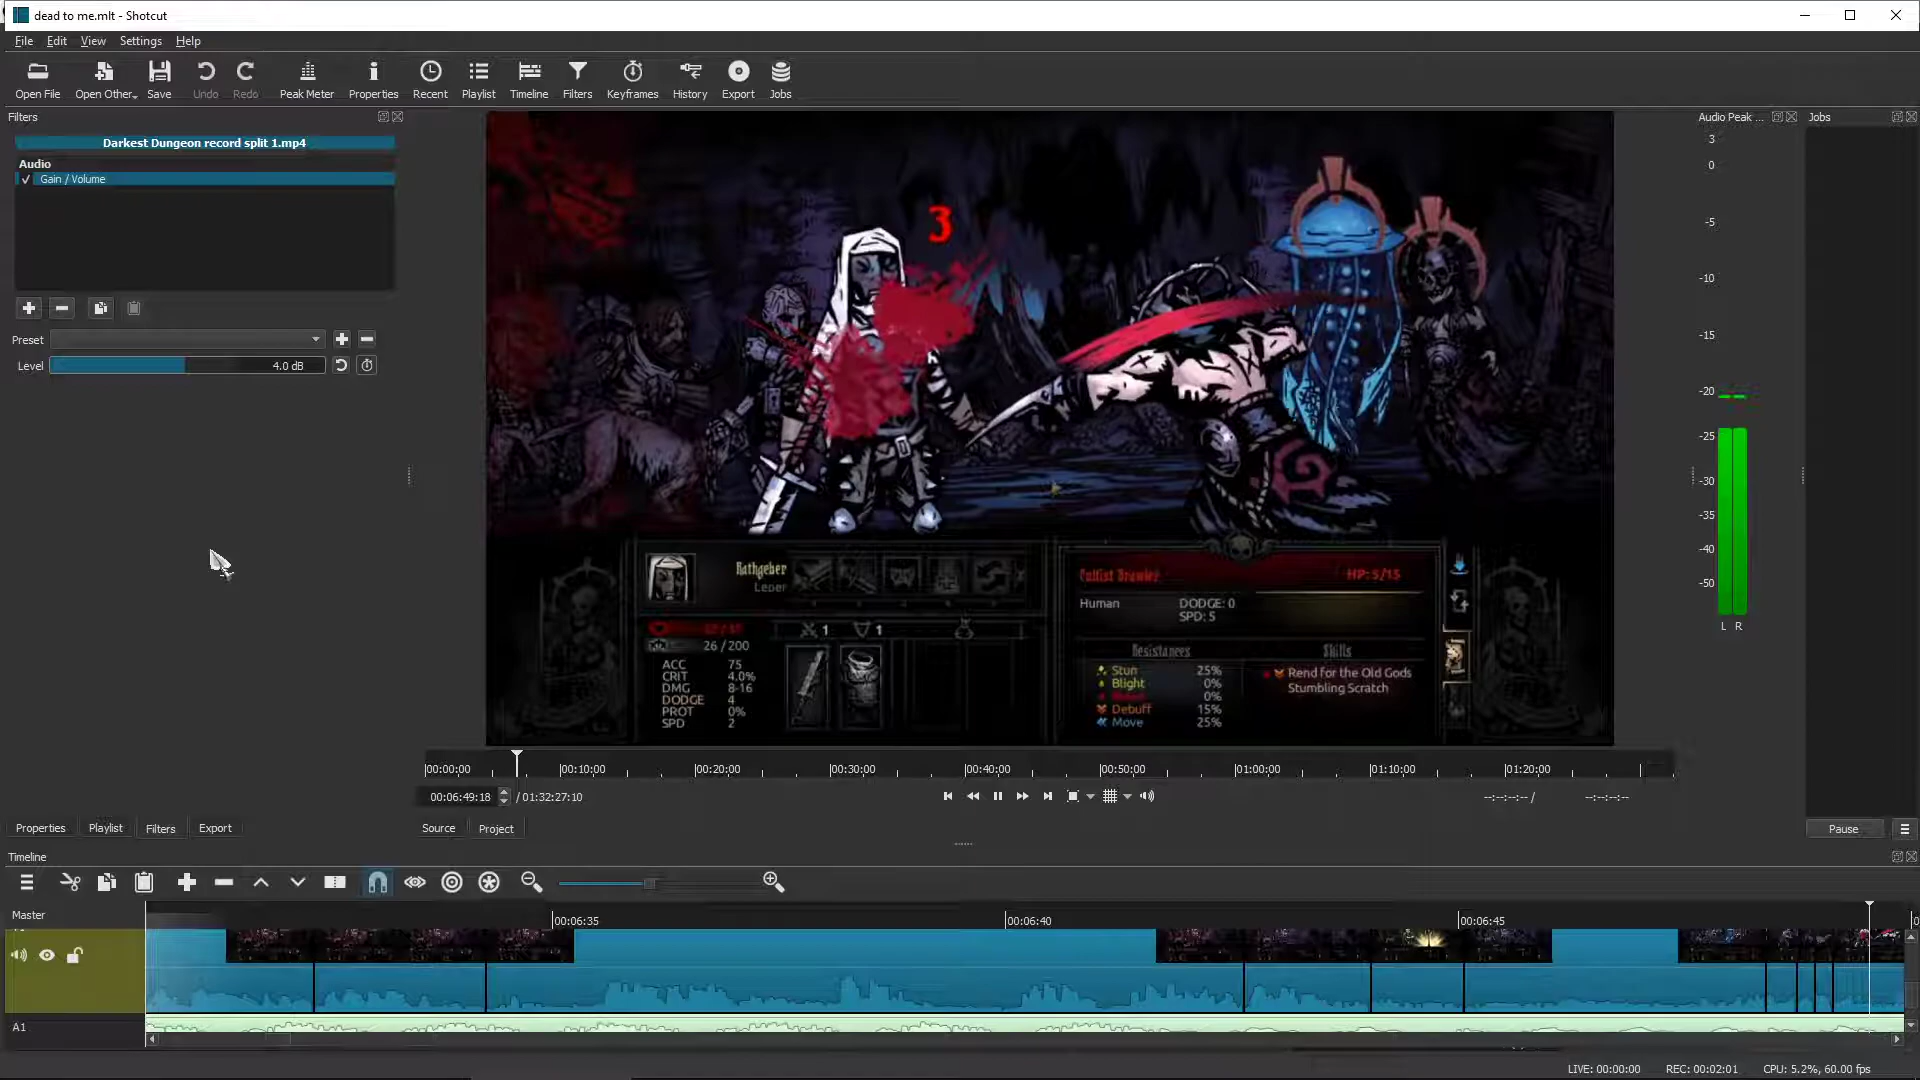 dead to me.mlt - Shotcut
File Edit View Settings Help
Open File Open Other... Save Undo Redo Peak Meter Properties Recent Playlist Timeline Filters Keyframes History Export Jobs
Filters
Audio Peak ...
Jobs
Darkest Dungeon record split 1.mp4
Audio
Gain / Volume
Preset
Level 4.0 dB
3
0
-5
-10
-15
-20
-25
-30
-35
-40
-50
L R
3
Rathgeber
Leper
26 / 200
ACC 75
CRIT 4.0%
DMG 8-16
DODGE 4
PROT 0%
SPD 2
1 1
Cultist Brawler HP: 5/15
Human DODGE: 0
SPD: 5
Resistances Skills
Stun 25% Rend for the Old Gods
Blight 0% Stumbling Scratch
0%
Debuff 15%
Move 25%
00:00:00 00:10:00 00:20:00 00:30:00 00:40:00 00:50:00 01:00:00 01:10:00 01:20:00
00:06:49:18 / 01:32:27:10 --:--:--:-- / --:--:--:--
Properties Playlist Filters Export Source Project
Pause
Timeline
Master
00:06:35 00:06:40 00:06:45
A1
LIVE: 00:00:00 REC: 00:02:01 CPU: 5.2%, 60.00 fps